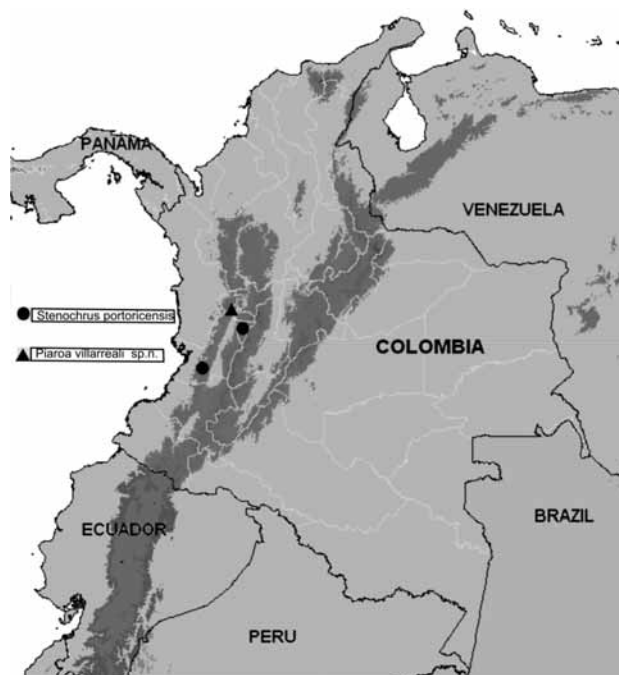 PANAMA
VENEZUELA
Stenochrus portoricensis
Piaroa villarreali sp.n.
COLOMBIA
ECUADOR
BRAZIL
PERU